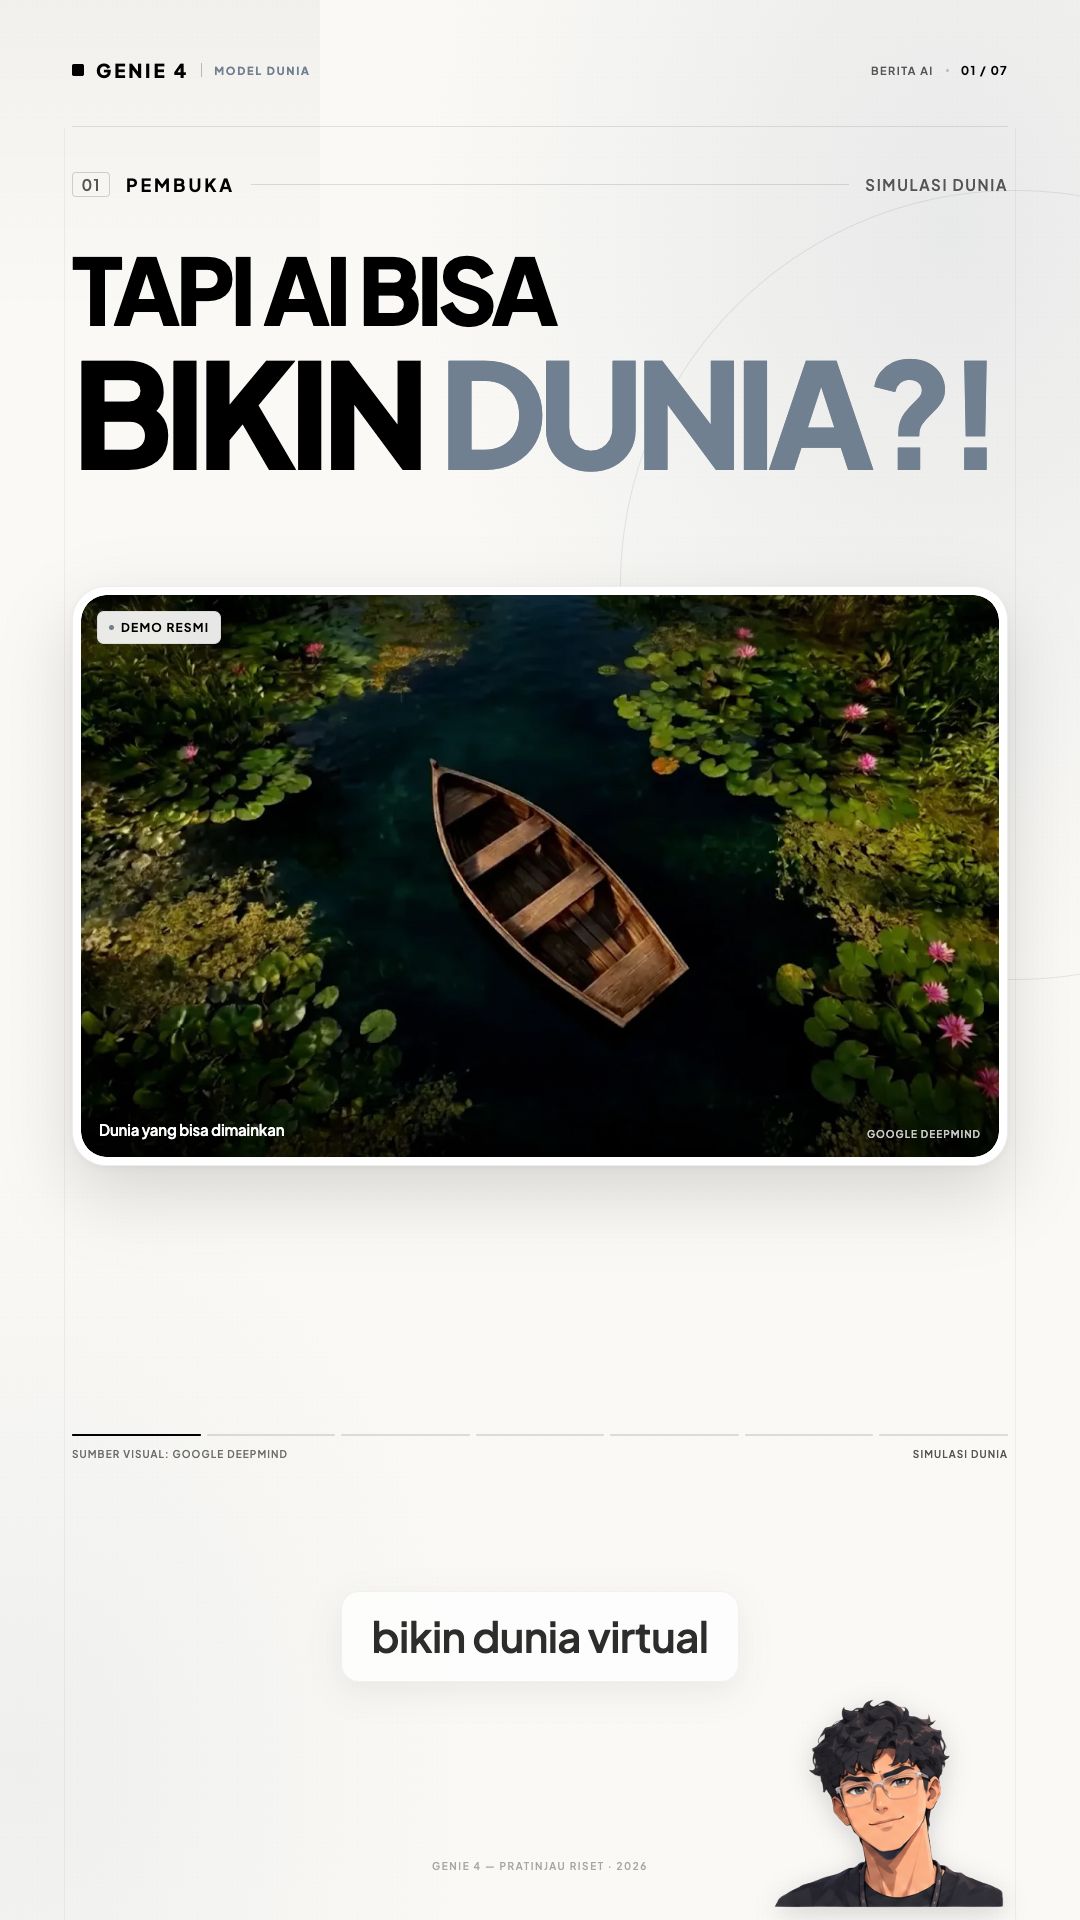 GENIE 4 MODEL DUNIA
BERITA AI • 01 / 07
01 PEMBUKA SIMULASI DUNIA
TAPI AI BISA
BIKIN DUNIA?!
• DEMO RESMI
Dunia yang bisa dimainkan
GOOGLE DEEPMIND
SUMBER VISUAL: GOOGLE DEEPMIND
SIMULASI DUNIA
bikin dunia virtual
GENIE 4 — PRATINJAU RISET · 2026